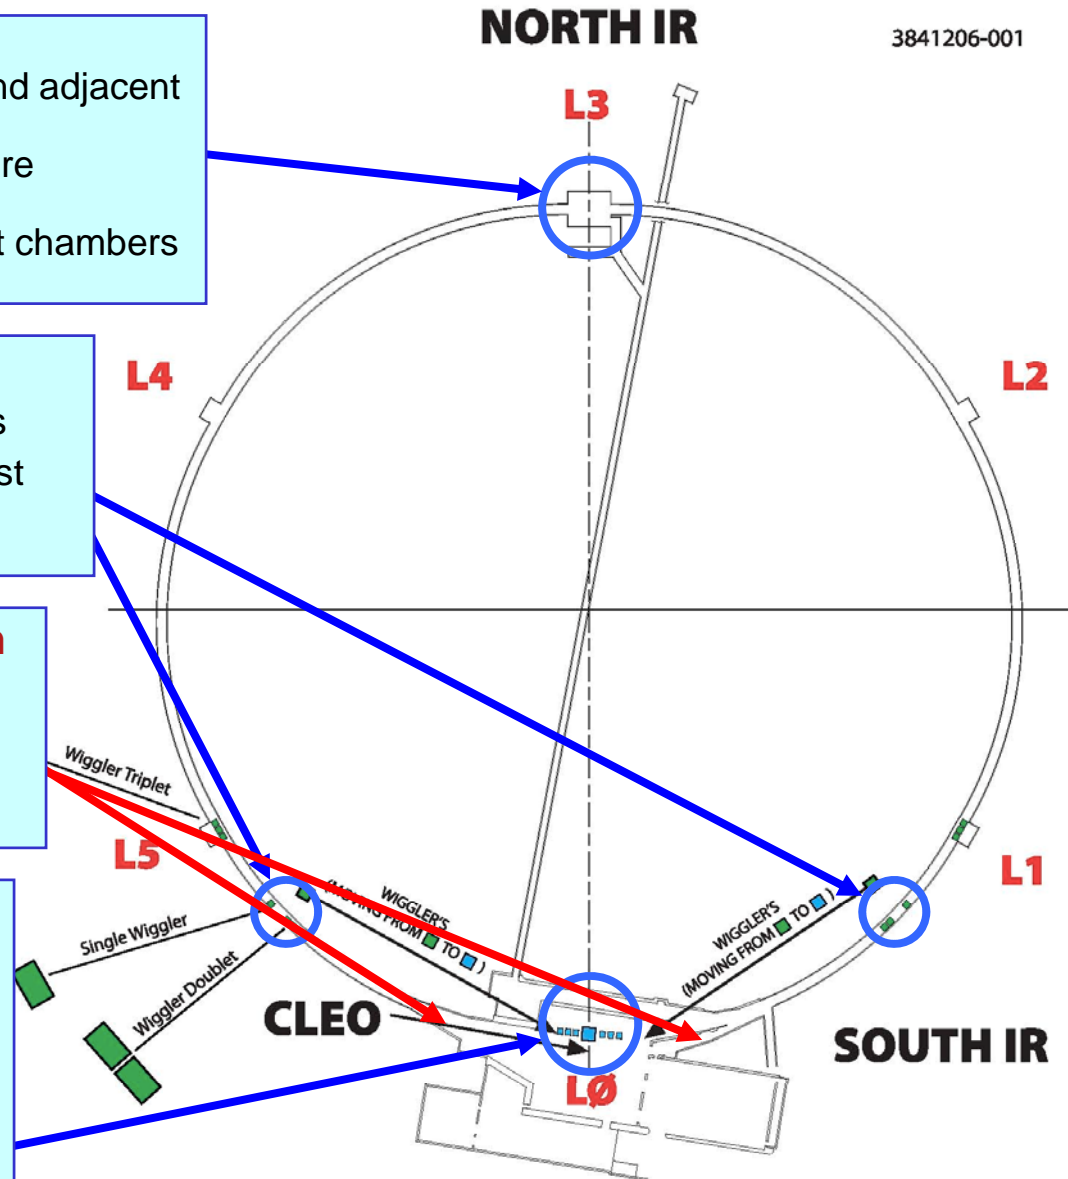 NORTH IR
3841206-001
nd adjacent
re
t chambers
L3
L4
L2
s
st
n
Wiggler Triplet
L5
L1
WIGGLER'S
(MOVING FROM TO )
WIGGLER'S
(MOVING FROM TO )
Single Wiggler
Wiggler Doublet
CLEO
SOUTH IR
LØ